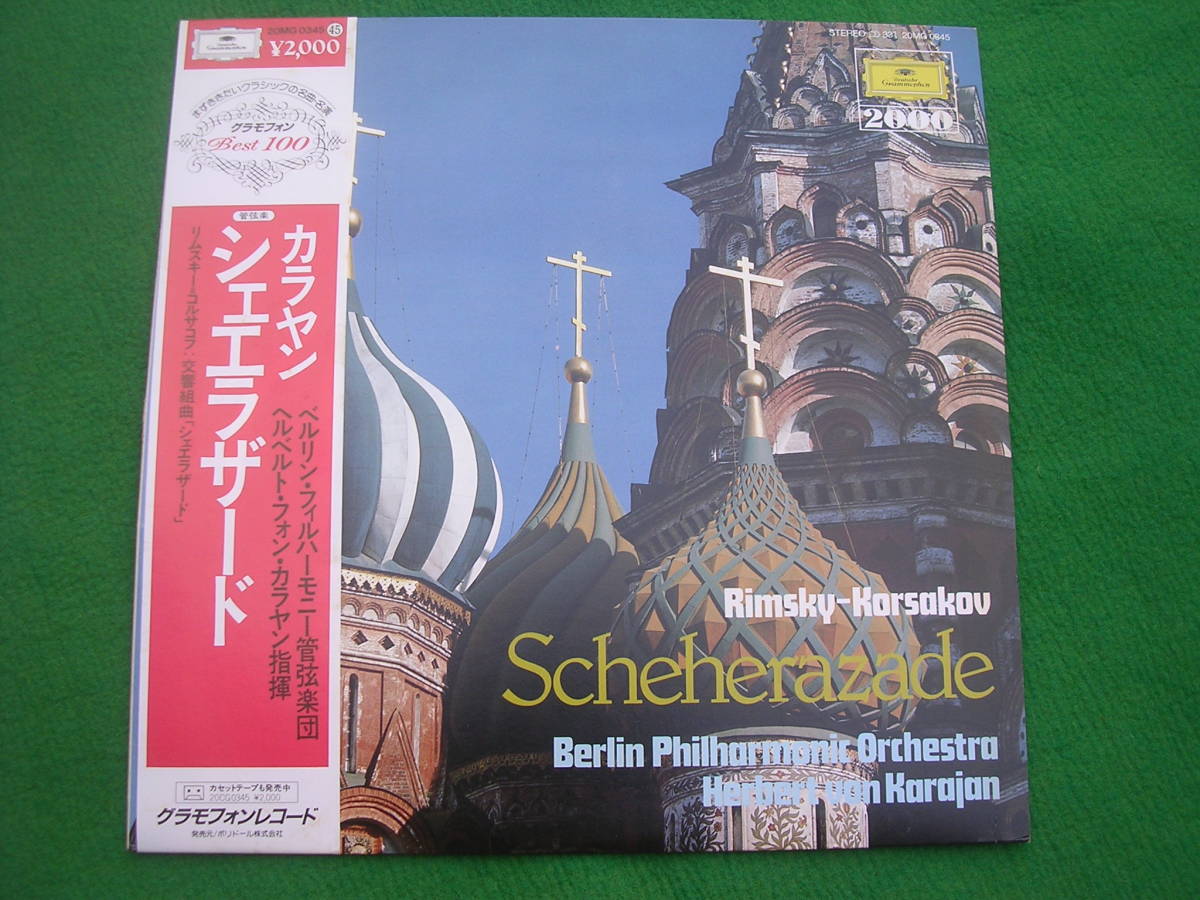 Deutsche
Grammophon
20MG 0345 45
¥2,000
まずききたいクラシックの名曲・名演
グラモフォン
Best 100
管弦楽
カラヤン
シェエラザード
リムスキー=コルサコフ:交響組曲「シェエラザード」
ベルリン・フィルハーモニー管弦楽団
ヘルベルト・フォン・カラヤン指揮
カセットテープも発売中
20CG0345 ¥2,000
グラモフォンレコード
発売元/ポリドール株式会社
STEREO 331 20MG 0345
Deutsche
Grammophon
2000
Rimsky-Korsakov
Scheherazade
Berlin Philharmonic Orchestra
Herbert von Karajan